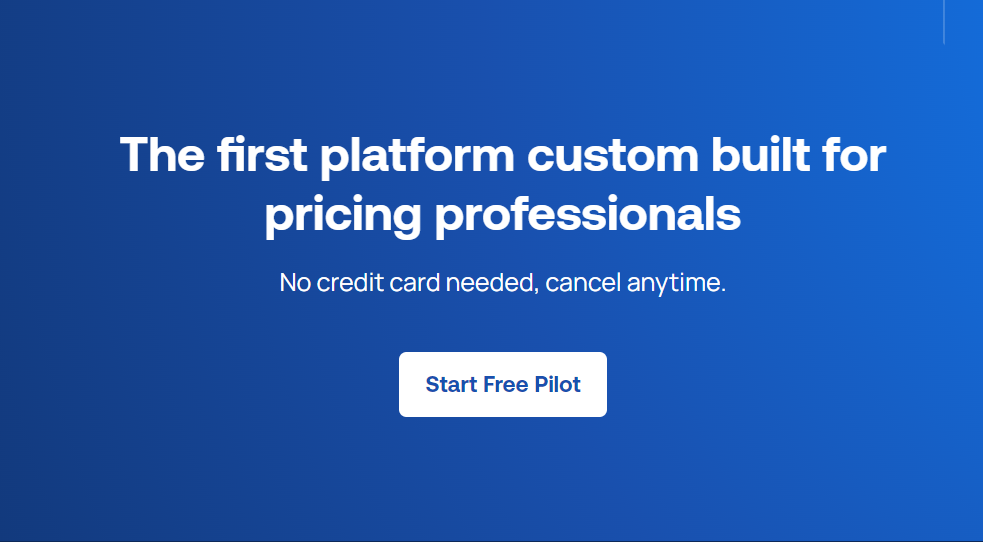 The first platform custom built for
pricing professionals
No credit card needed, cancel anytime.
Start Free Pilot